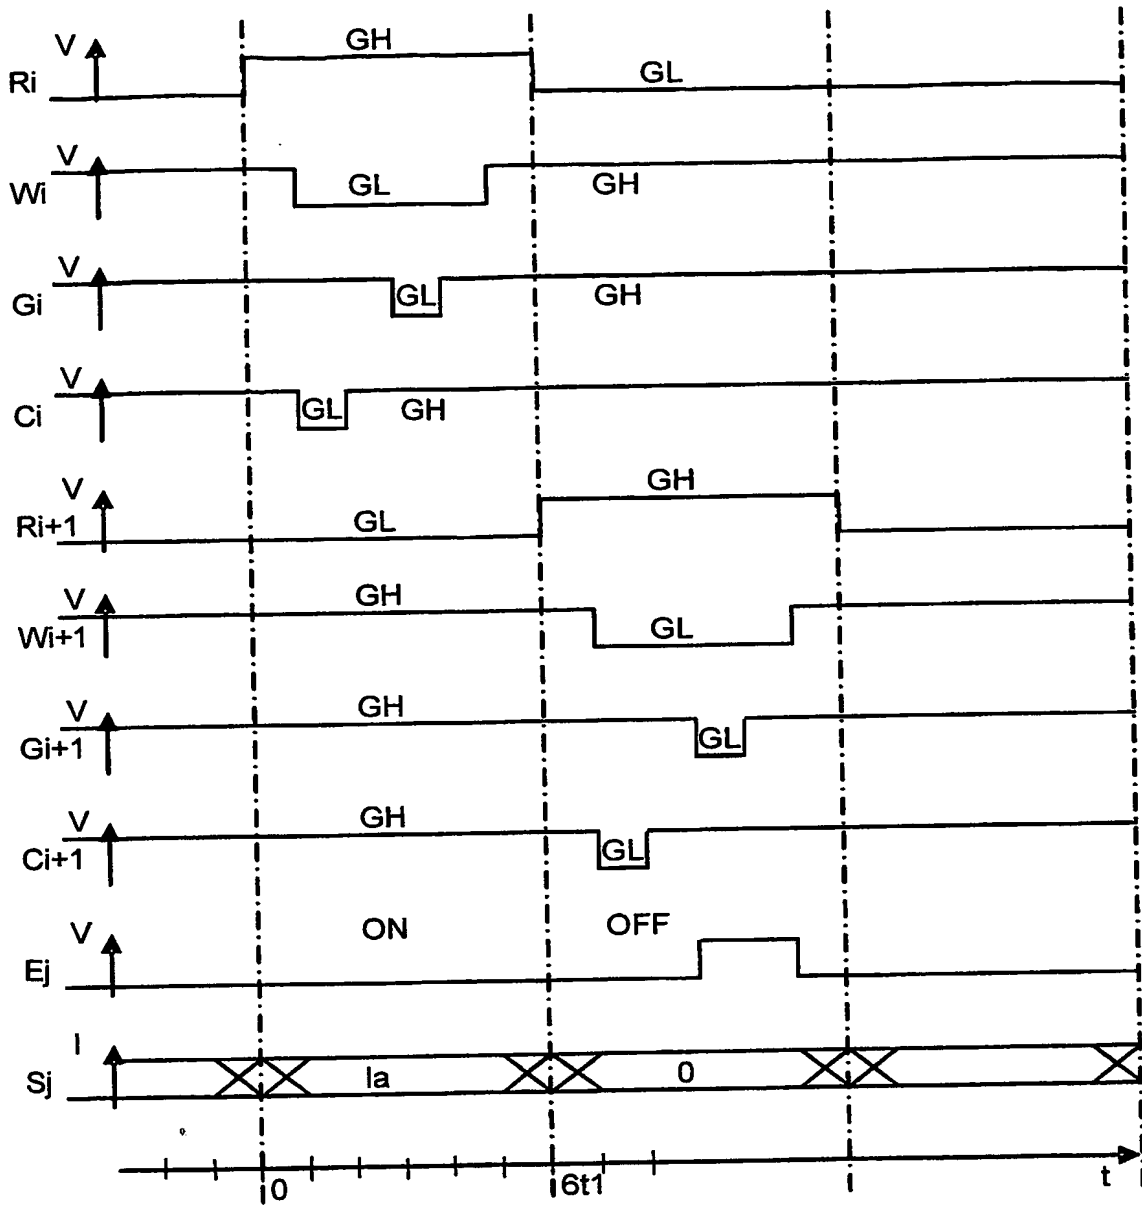 V GH
Ri GL
V
Wi GL GH
V
Gi GL GH
V
Ci GL GH
V GH
Ri+1 GL
V GH
Wi+1 GL
V GH
Gi+1 GL
V GH
Ci+1 GL
V ON OFF
Ej
I
Sj Ia 0
0 6t1 t